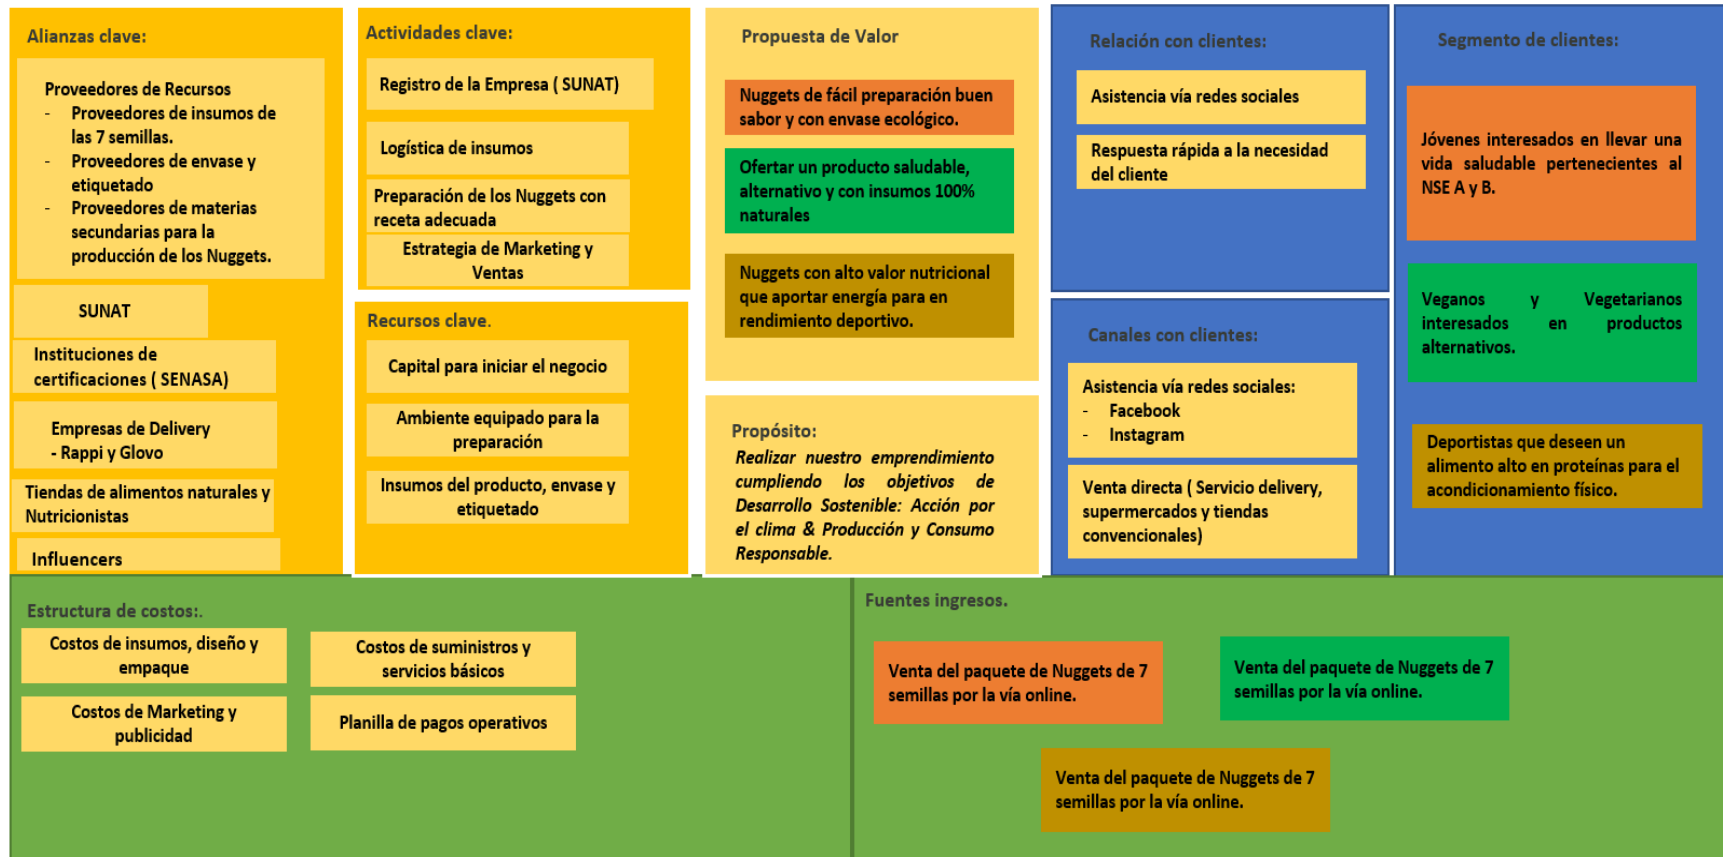 Alianzas clave:
Proveedores de Recursos
- Proveedores de insumos de
las 7 semillas.
- Proveedores de envase y
etiquetado
- Proveedores de materias
secundarias para la
producción de los Nuggets.
SUNAT
Instituciones de
certificaciones ( SENASA)
Empresas de Delivery
- Rappi y Glovo
Tiendas de alimentos naturales y
Nutricionistas
Influencers
Actividades clave:
Registro de la Empresa ( SUNAT)
Logística de insumos
Preparación de los Nuggets con
receta adecuada
Estrategia de Marketing y
Ventas
Recursos clave.
Capital para iniciar el negocio
Ambiente equipado para la
preparación
Insumos del producto, envase y
etiquetado
Propuesta de Valor
Nuggets de fácil preparación buen
sabor y con envase ecológico.
Ofertar un producto saludable,
alternativo y con insumos 100%
naturales
Nuggets con alto valor nutricional
que aportar energía para en
rendimiento deportivo.
Propósito:
Realizar nuestro emprendimiento
cumpliendo los objetivos de
Desarrollo Sostenible: Acción por
el clima & Producción y Consumo
Responsable.
Relación con clientes:
Asistencia vía redes sociales
Respuesta rápida a la necesidad
del cliente
Canales con clientes:
Asistencia vía redes sociales:
- Facebook
- Instagram
Venta directa ( Servicio delivery,
supermercados y tiendas
convencionales)
Segmento de clientes:
Jóvenes interesados en llevar una
vida saludable pertenecientes al
NSE A y B.
Veganos y Vegetarianos
interesados en productos
alternativos.
Deportistas que deseen un
alimento alto en proteínas para el
acondicionamiento físico.
Estructura de costos:.
Costos de insumos, diseño y
empaque
Costos de suministros y
servicios básicos
Costos de Marketing y
publicidad
Planilla de pagos operativos
Fuentes ingresos.
Venta del paquete de Nuggets de 7
semillas por la vía online.
Venta del paquete de Nuggets de 7
semillas por la vía online.
Venta del paquete de Nuggets de 7
semillas por la vía online.